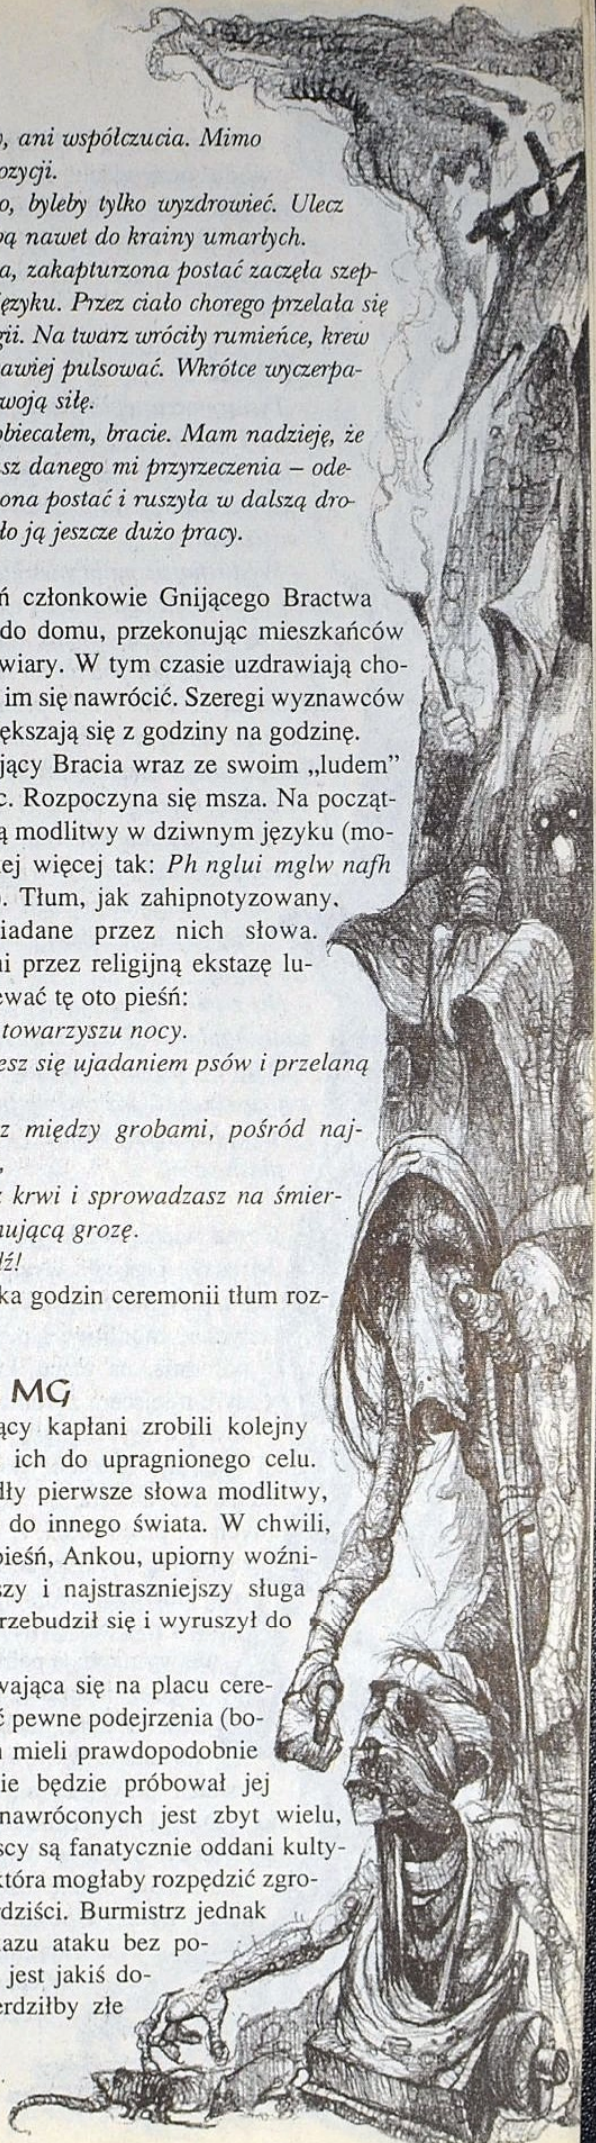 , ani współczucia. Mimo
ozycji.
o, byleby tylko wyzdrowieć. Ulecz
bą nawet do krainy umarłych.
a, zakapturzona postać zaczęła szep-
ęzyku. Przez ciało chorego przelała się
gii. Na twarz wróciły rumieńce, krew
awiej pulsować. Wkrótce wyczerpa-
woją siłę.
obiecałem, bracie. Mam nadzieję, że
sz danego mi przyrzeczenia – ode-
ona postać i ruszyła w dalszą dro-
ło ją jeszcze dużo pracy.
ń członkowie Gnijącego Bractwa
do domu, przekonując mieszkańców
wiary. W tym czasie uzdrawiają cho-
im się nawrócić. Szeregi wyznawców
ększają się z godziny na godzinę.
jący Bracia wraz ze swoim „ludem”
c. Rozpoczyna się msza. Na począt-
ą modlitwy w dziwnym języku (mo-
ej więcej tak: Ph nglui mglw nafh
). Tłum, jak zahipnotyzowany,
iadane przez nich słowa.
ni przez religijną ekstazę lu-
ewać tę oto pieśń:
towarzyszu nocy.
esz się ujadaniem psów i przelaną
z między grobami, pośród naj-
,
z krwi i sprowadzasz na śmier-
nującą grozę.
dź!
ka godzin ceremonii tłum roz-
MG
ący kapłani zrobili kolejny
ich do upragnionego celu.
dły pierwsze słowa modlitwy,
do innego świata. W chwili,
pieśń, Ankou, upiorny woźni-
szy i najstraszniejszy sługa
rzebudził się i wyruszył do
wająca się na placu cere-
ć pewne podejrzenia (bo-
n mieli prawdopodobnie
ie będzie próbował jej
nawróconych jest zbyt wielu,
scy są fanatycznie oddani kulty-
która mogłaby rozpędzić zgro-
rdziści. Burmistrz jednak
kazu ataku bez po-
jest jakiś do-
erdziłby złe